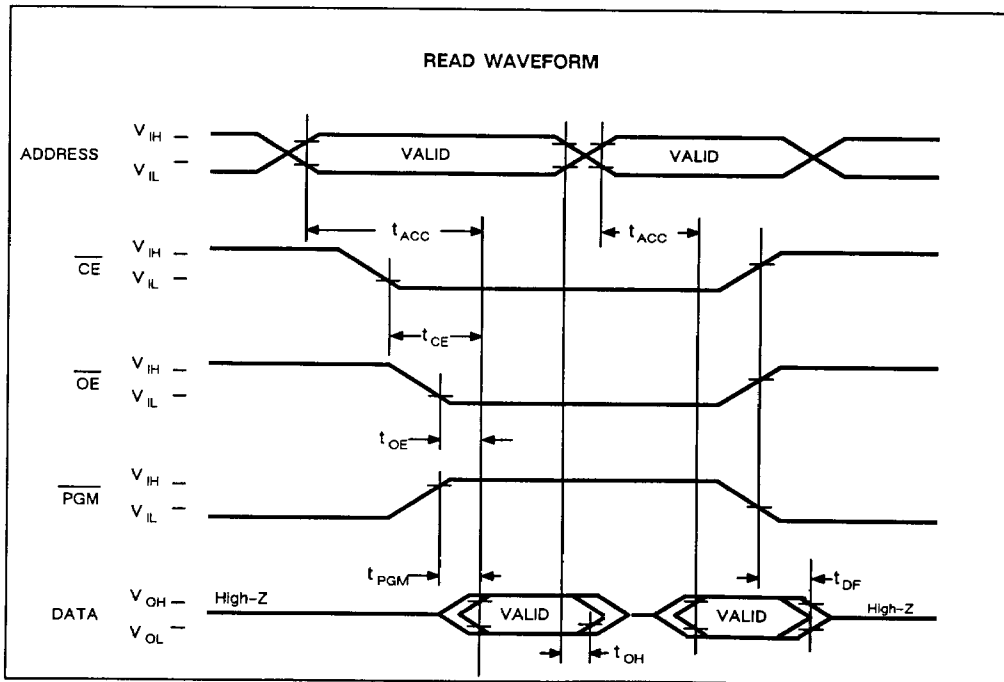 READ WAVEFORM
ADDRESS
V IH
V IL
VALID
VALID
t ACC
t ACC
CE
V IH
V IL
t CE
OE
V IH
V IL
t OE
PGM
V IH
V IL
t PGM
t DF
DATA
V OH
V OL
High-Z
VALID
VALID
High-Z
t OH